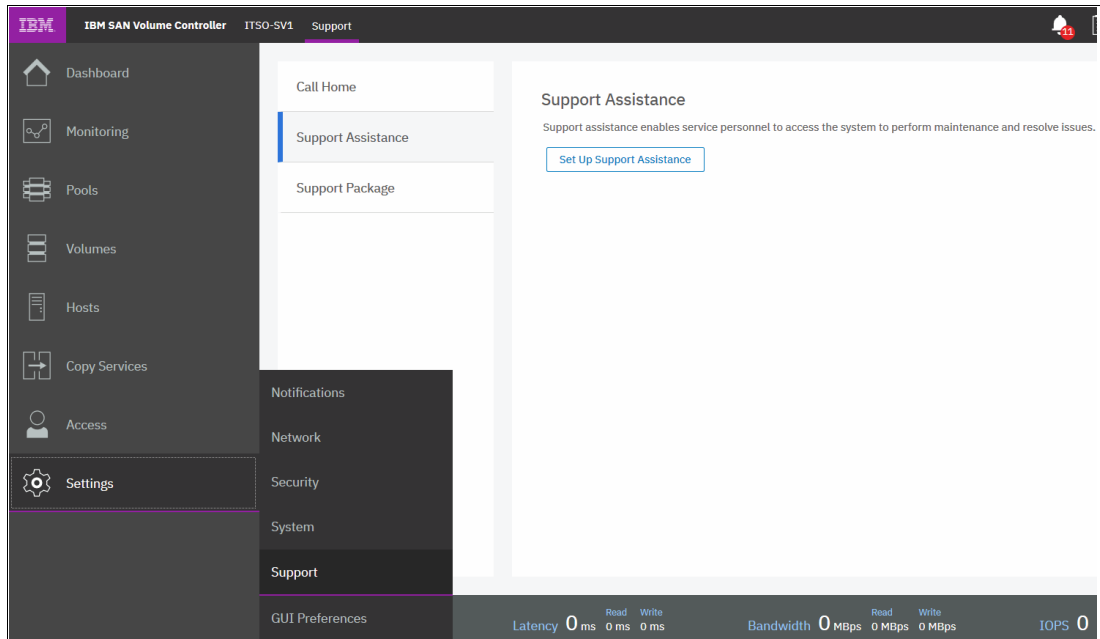 IBM IBM SAN Volume Controller ITSO-SV1 Support 11
Dashboard
Monitoring
Pools
Volumes
Hosts
Copy Services
Access
Settings
Call Home
Support Assistance
Support Package
Support Assistance
Support assistance enables service personnel to access the system to perform maintenance and resolve issues.
Set Up Support Assistance
Notifications
Network
Security
System
Support
GUI Preferences
Read Write
Latency 0 ms 0 ms 0 ms
Read Write
Bandwidth 0 MBps 0 MBps 0 MBps
IOPS 0